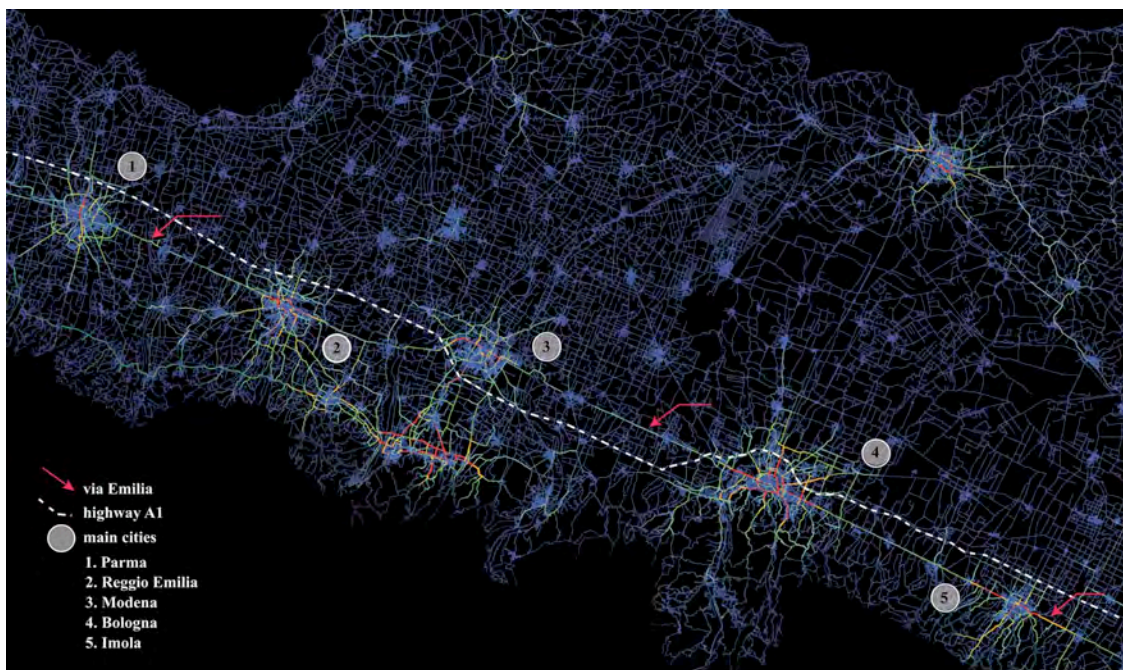 1
2
3
4
5
via Emilia
highway A1
main cities
1. Parma
2. Reggio Emilia
3. Modena
4. Bologna
5. Imola